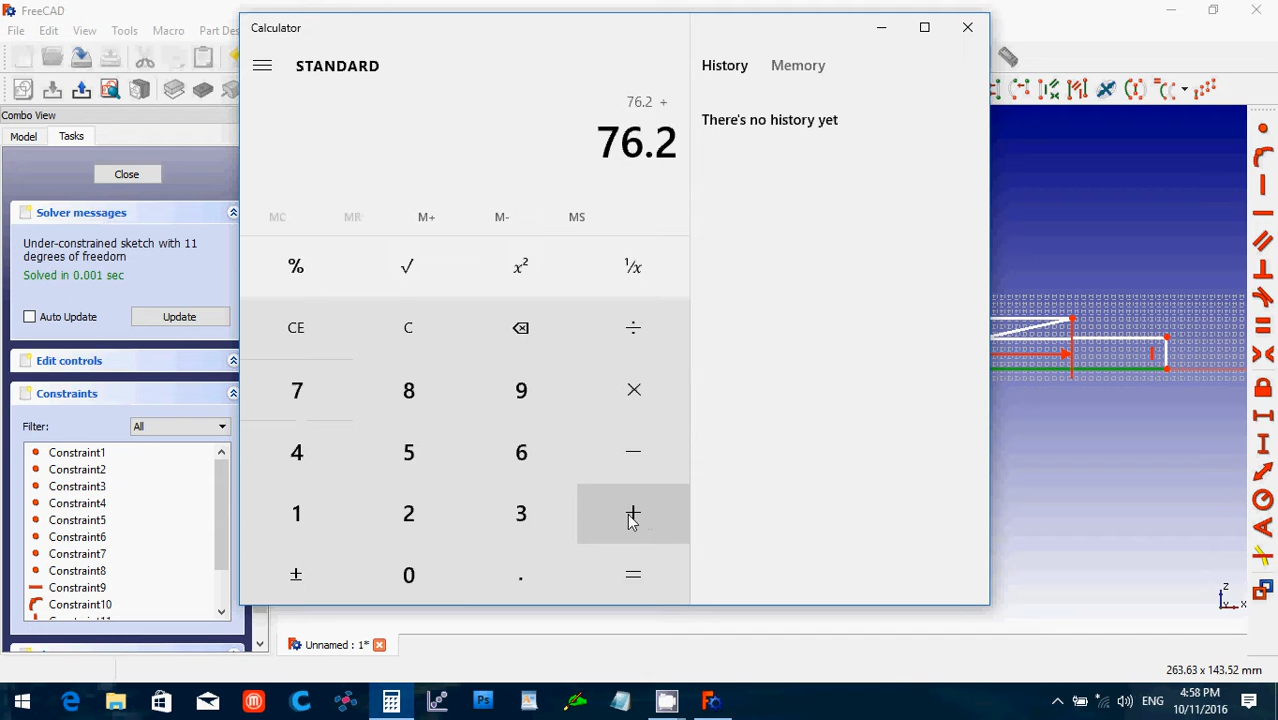 FreeCAD
File Edit View Tools Macro Part Des
Combo View
Model Tasks
Close
Solver messages
Under-constrained sketch with 11
degrees of freedom
Solved in 0.001 sec
Auto Update Update
Edit controls
Constraints
Filter: All
Constraint1
Constraint2
Constraint3
Constraint4
Constraint5
Constraint6
Constraint7
Constraint8
Constraint9
Constraint10
Calculator
STANDARD
76.2 +
76.2
MC MR M+ M- MS
% √ x² ¹/x
CE C ÷
7 8 9 ×
4 5 6 −
1 2 3 +
± 0 . =
History Memory
There's no history yet
Z
Y X
Unnamed : 1*
263.63 x 143.52 mm
Ps
ENG
4:58 PM
10/11/2016